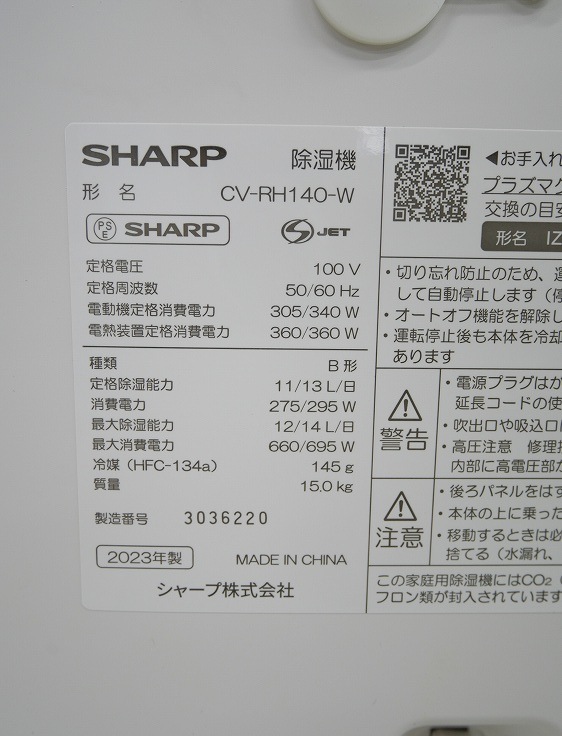 SHARP 除湿機
形名 CV-RH140-W
PSE SHARP S JET
定格電圧 100 V
定格周波数 50/60 Hz
電動機定格消費電力 305/340 W
電熱装置定格消費電力 360/360 W
種類 B 形
定格除湿能力 11/13 L/日
消費電力 275/295 W
最大除湿能力 12/14 L/日
最大消費電力 660/695 W
冷媒（HFC-134a） 145 g
質量 15.0 kg
製造番号 3036220
2023年製 MADE IN CHINA
シャープ株式会社
◀お手入れ
プラズマク
交換の目安
形名 IZ
・切り忘れ防止のため、運
して自動停止します（停
・オートオフ機能を解除し
・運転停止後も本体を冷却
あります
警告
・電源プラグはか
延長コードの使
・吹出口や吸込口に
・高圧注意 修理技
内部に高電圧部か
注意
・後ろパネルをはず
・本体の上に乗った
・移動するときは必
捨てる（水漏れ、
この家庭用除湿機にはCO₂
フロン類が封入されています